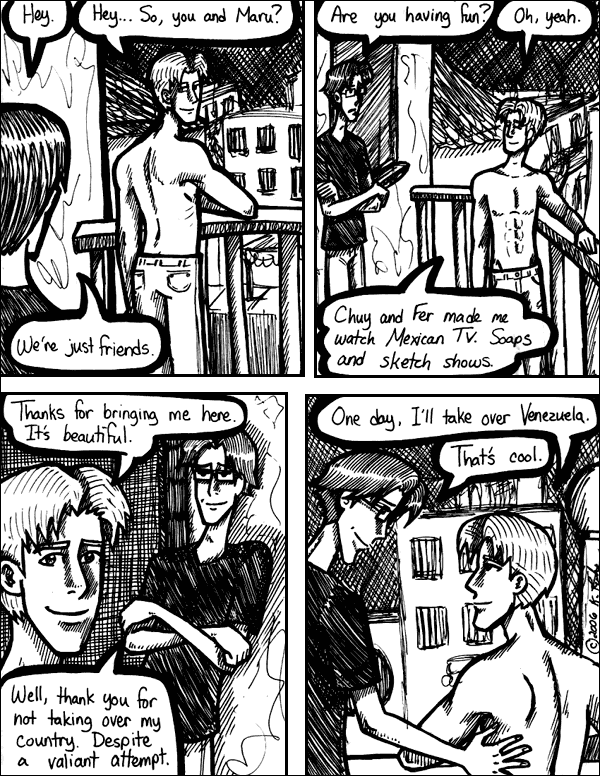 Hey.
Hey... So, you and Maru?
We're just friends.
Are you having fun?
Oh, yeah.
Chuy and Fer made me
watch Mexican TV. Soaps
and sketch shows.
Thanks for bringing me here.
It's beautiful.
Well, thank you for
not taking over my
country. Despite
a valiant attempt.
One day, I'll take over Venezuela.
That's cool.
©2006